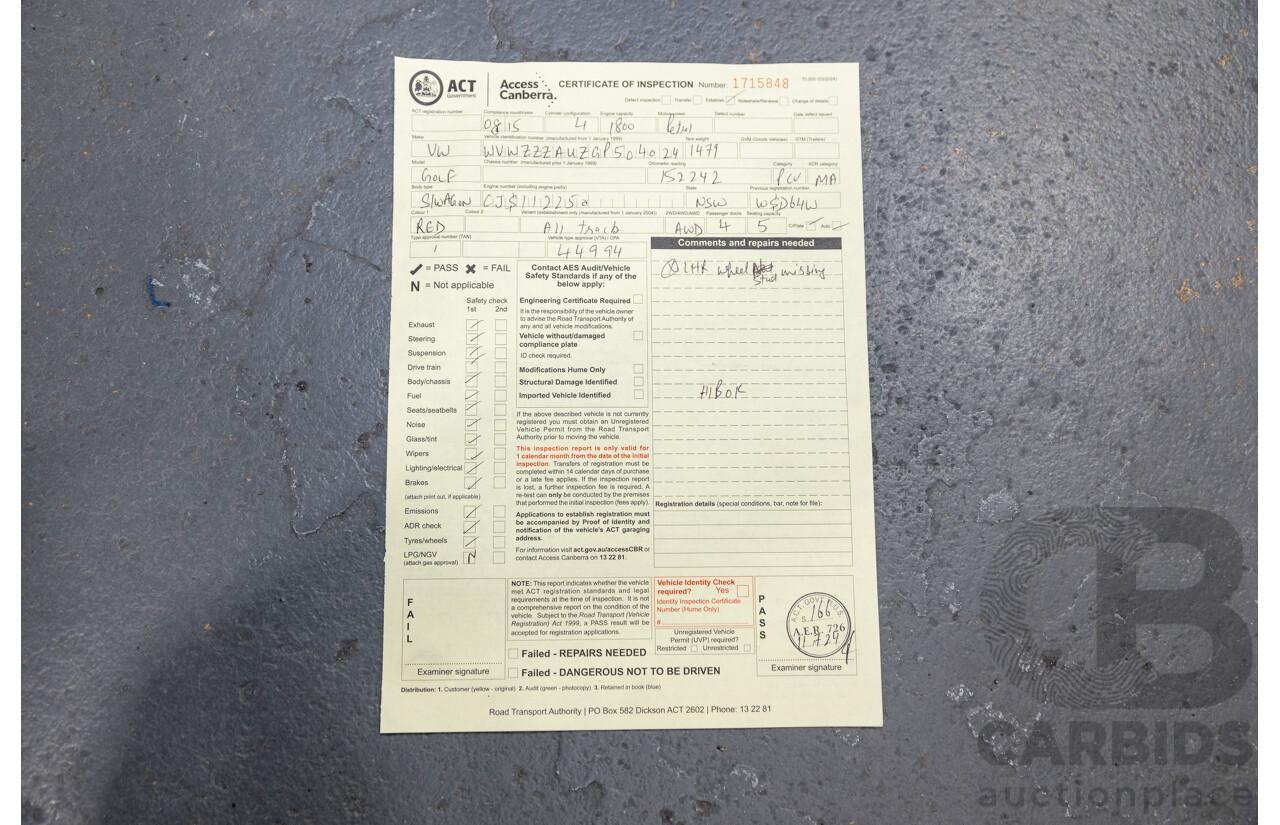 ACT Government
Access Canberra.
CERTIFICATE OF INSPECTION Number: 1715848
Defect inspection Transfer Establish Rideshare/Renewal Change of details
ACT registration number Compliance month/year Cylinder configuration Engine capacity Motive power Defect number Date defect issued
08 15 4 1800 Petrol
Make Vehicle identification number (manufactured from 1 January 1989) Tare weight GVM (Goods Vehicles) GTM (Trailers)
VW WVWZZZAUZGP504024 1479
Model Chassis number (manufactured prior 1 January 1989) Odometer reading Category ADR category
GOLF 152242 PCV MA
Body type Engine number (including engine prefix) State Previous registration number
S/WAGON NSW
Colour 1 Colour 2 Variant (establishment only (manufactured from 1 January 2004)) 2WD/4WD/AWD Passenger doors Seating capacity C/Plate Auto
RED All track AWD 4 5
Type approval number (TAN) Vehicle type approval (VTA) / CPA
44994
Comments and repairs needed
✓ = PASS ✖ = FAIL
N = Not applicable
Safety check
1st 2nd
Exhaust
Steering
Suspension
Drive train
Body/chassis
Fuel
Seats/seatbelts
Noise
Glass/tint
Wipers
Lighting/electrical
Brakes
(attach print out, if applicable)
Emissions
ADR check
Tyres/wheels
LPG/NGV N
(attach gas approval)
Contact AES Audit/Vehicle
Safety Standards if any of the
below apply:
Engineering Certificate Required
It is the responsibility of the vehicle owner
to advise the Road Transport Authority of
any and all vehicle modifications.
Vehicle without/damaged
compliance plate
ID check required.
Modifications Hume Only
Structural Damage Identified
Imported Vehicle Identified
If the above described vehicle is not currently
registered you must obtain an Unregistered
Vehicle Permit from the Road Transport
Authority prior to moving the vehicle.
This inspection report is only valid for
1 calendar month from the date of the initial
inspection. Transfers of registration must be
completed within 14 calendar days of purchase
or a late fee applies. If the inspection report
is lost, a further inspection fee is required. A
re-test can only be conducted by the premises
that performed the initial inspection (fees apply).
Applications to establish registration must
be accompanied by Proof of Identity and
notification of the vehicle's ACT garaging
address.
For information visit act.gov.au/accessCBR or
contact Access Canberra on 13 22 81.
LHR wheel stud missing
HIB OK
Registration details (special conditions, bar, note for file):
FAIL
Examiner signature
NOTE: This report indicates whether the vehicle
met ACT registration standards and legal
requirements at the time of inspection. It is not
a comprehensive report on the condition of the
vehicle. Subject to the Road Transport (Vehicle
Registration) Act 1999, a PASS result will be
accepted for registration applications.
Failed - REPAIRS NEEDED
Failed - DANGEROUS NOT TO BE DRIVEN
Vehicle Identity Check
required? Yes
Identity Inspection Certificate
Number (Hume Only)
#
Unregistered Vehicle
Permit (UVP) required?
Restricted Unrestricted
PASS
A.C.T. GOVT
166
A.E.R. 726
Examiner signature
Distribution: 1. Customer (yellow - original) 2. Audit (green - photocopy) 3. Retained in book (blue)
Road Transport Authority | PO Box 582 Dickson ACT 2602 | Phone: 13 22 81
CARBIDS
auctionplace